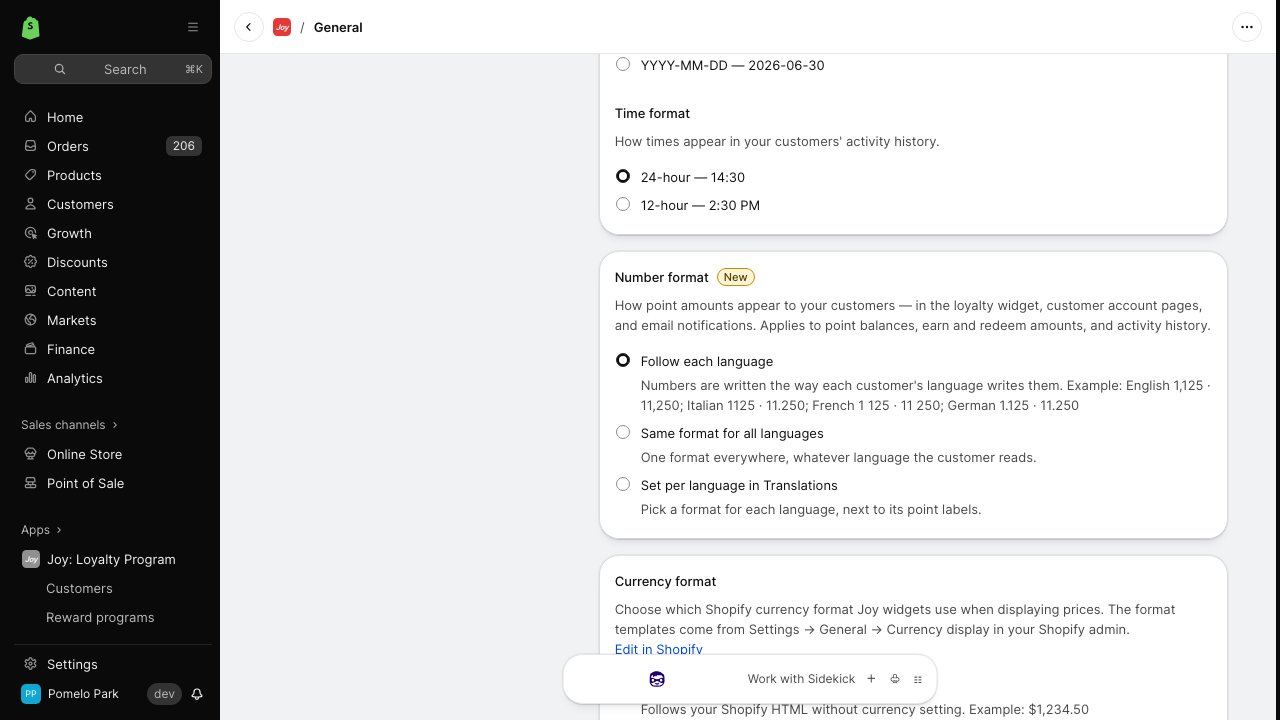 Joy / General
Search ⌘K
Home
Orders 206
Products
Customers
Growth
Discounts
Content
Markets
Finance
Analytics
Sales channels
Online Store
Point of Sale
Apps
Joy Joy: Loyalty Program
Customers
Reward programs
Settings
PP Pomelo Park dev
YYYY-MM-DD — 2026-06-30
Time format
How times appear in your customers' activity history.
24-hour — 14:30
12-hour — 2:30 PM
Number format New
How point amounts appear to your customers — in the loyalty widget, customer account pages,
and email notifications. Applies to point balances, earn and redeem amounts, and activity history.
Follow each language
Numbers are written the way each customer's language writes them. Example: English 1,125 ·
11,250; Italian 1125 · 11.250; French 1 125 · 11 250; German 1.125 · 11.250
Same format for all languages
One format everywhere, whatever language the customer reads.
Set per language in Translations
Pick a format for each language, next to its point labels.
Currency format
Choose which Shopify currency format Joy widgets use when displaying prices. The format
templates come from Settings → General → Currency display in your Shopify admin.
Edit in Shopify
Work with Sidekick
Follows your Shopify HTML without currency setting. Example: $1,234.50